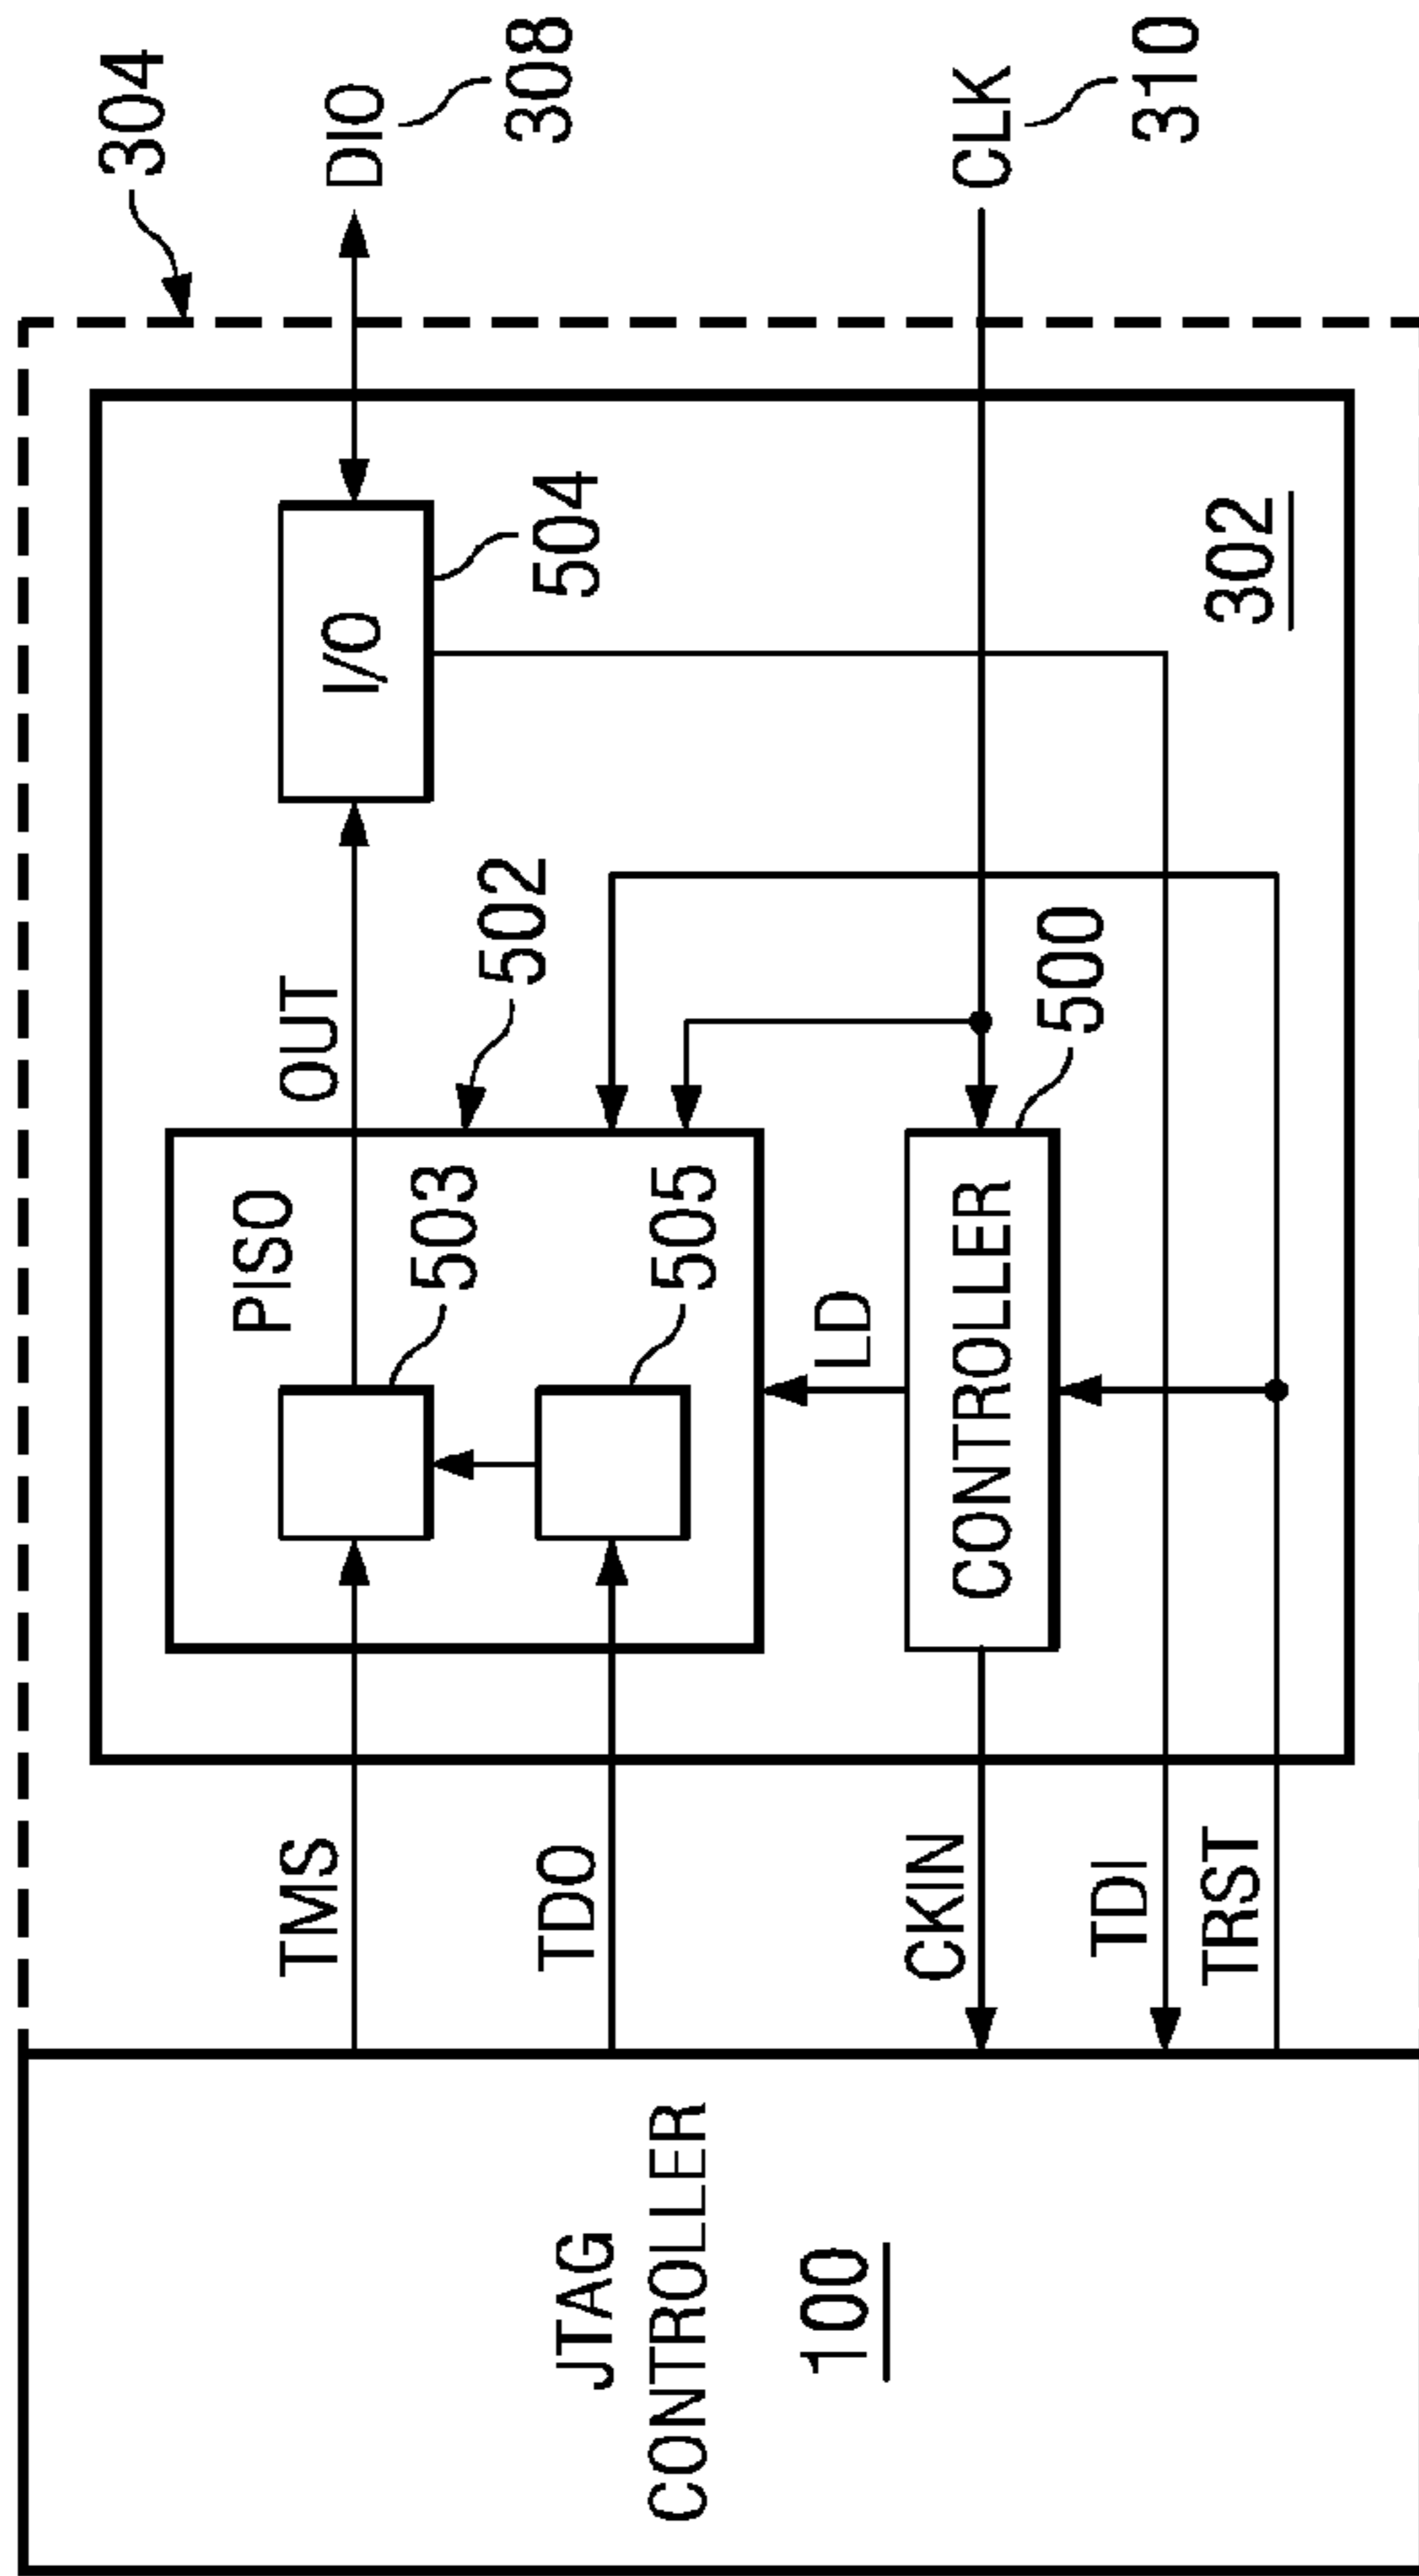 304
DIO
308
CLK
310
I/O
504
302
OUT
502
500
PISO
503
505
LD
CONTROLLER
TMS
TDO
CKIN
TDI
TRST
JTAG
CONTROLLER
100